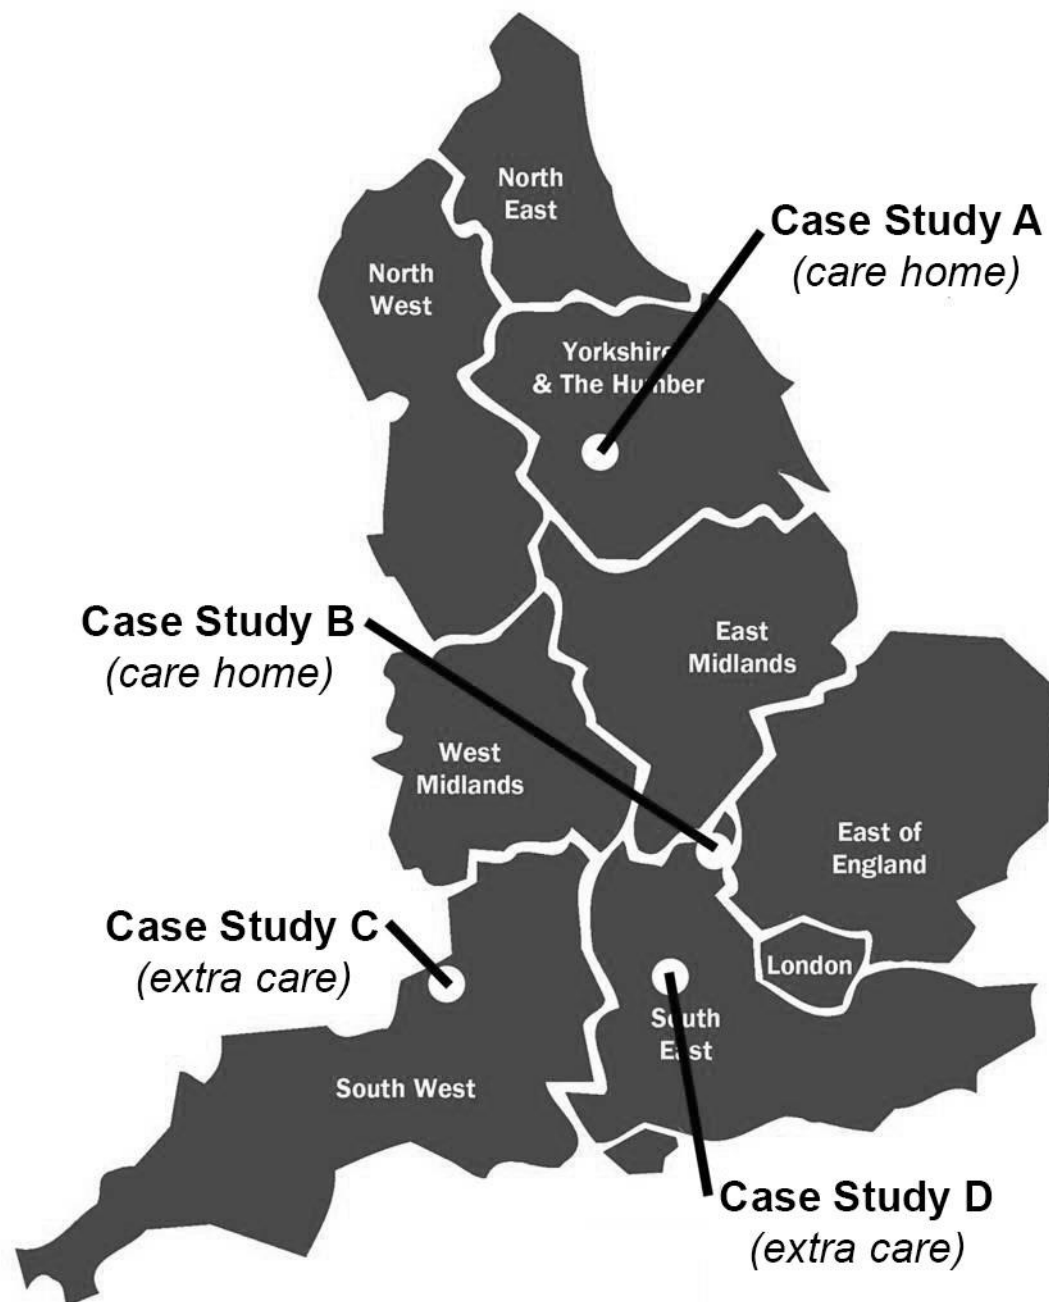 North
East
Case Study A
(care home)
North
West
Yorkshire
& The Humber
Case Study B
(care home)
East
Midlands
West
Midlands
East of
England
Case Study C
(extra care)
London
South
East
South West
Case Study D
(extra care)